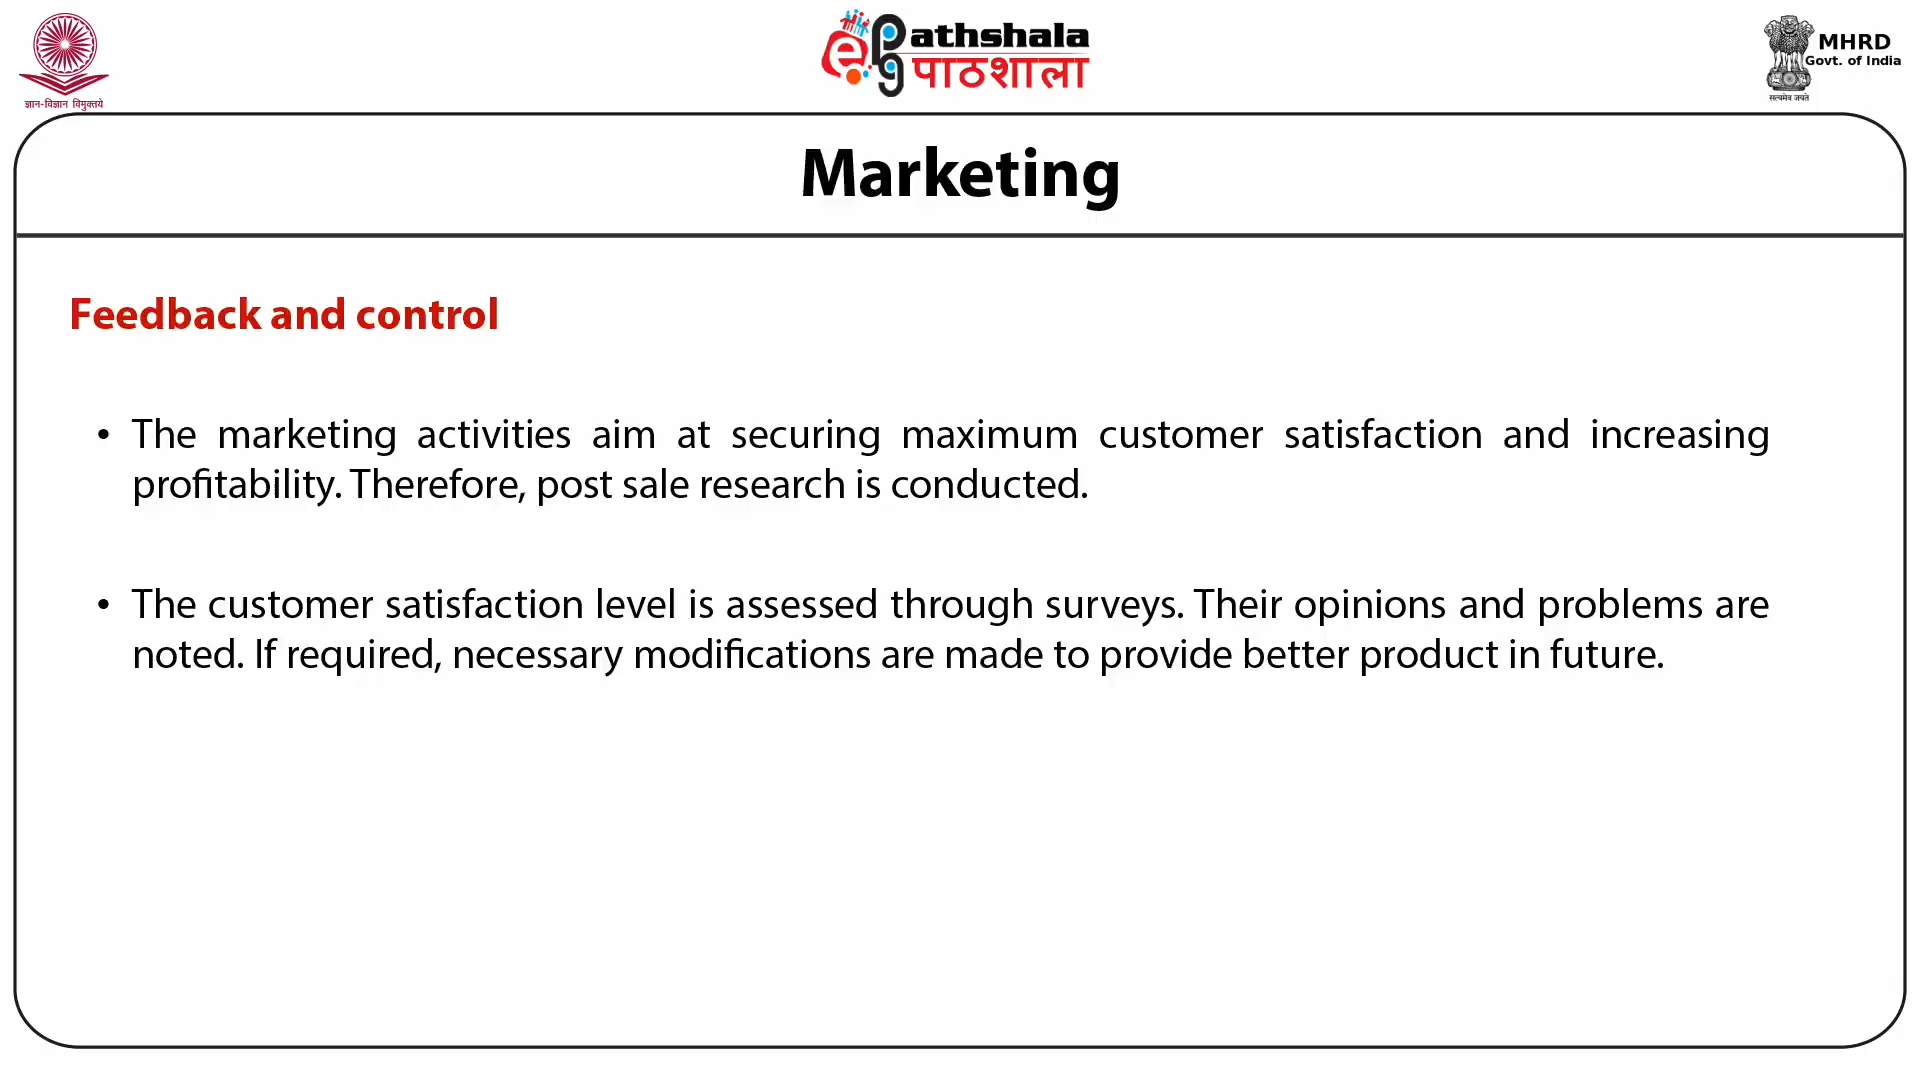 ज्ञान-विज्ञान विमुक्तये
ePathshala
पाठशाला
MHRD
Govt. of India
सत्यमेव जयते
Marketing
Feedback and control
• The marketing activities aim at securing maximum customer satisfaction and increasing
profitability. Therefore, post sale research is conducted.
• The customer satisfaction level is assessed through surveys. Their opinions and problems are
noted. If required, necessary modifications are made to provide better product in future.